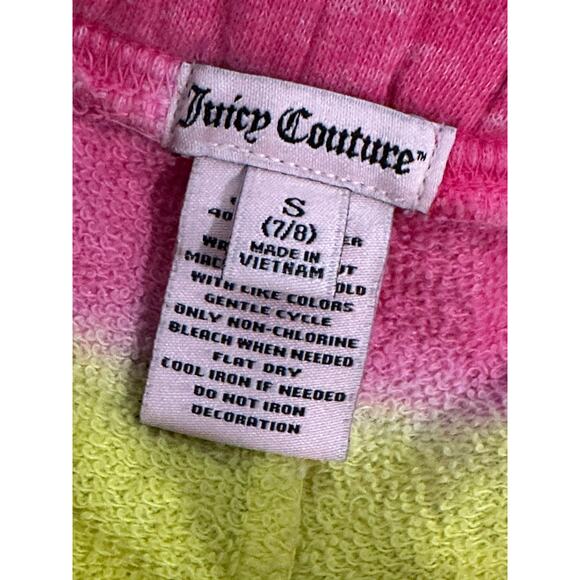 Juicy Couture™
S
(7/8)
MADE IN
VIETNAM
WITH LIKE COLORS
GENTLE CYCLE
ONLY NON-CHLORINE
BLEACH WHEN NEEDED
FLAT DRY
COOL IRON IF NEEDED
DO NOT IRON
DECORATION